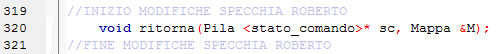 319 //INIZIO MODIFICHE SPECCHIA ROBERTO
320 void ritorna(Pila <stato_comando>* sc, Mappa &M);
321 //FINE MODIFICHE SPECCHIA ROBERTO